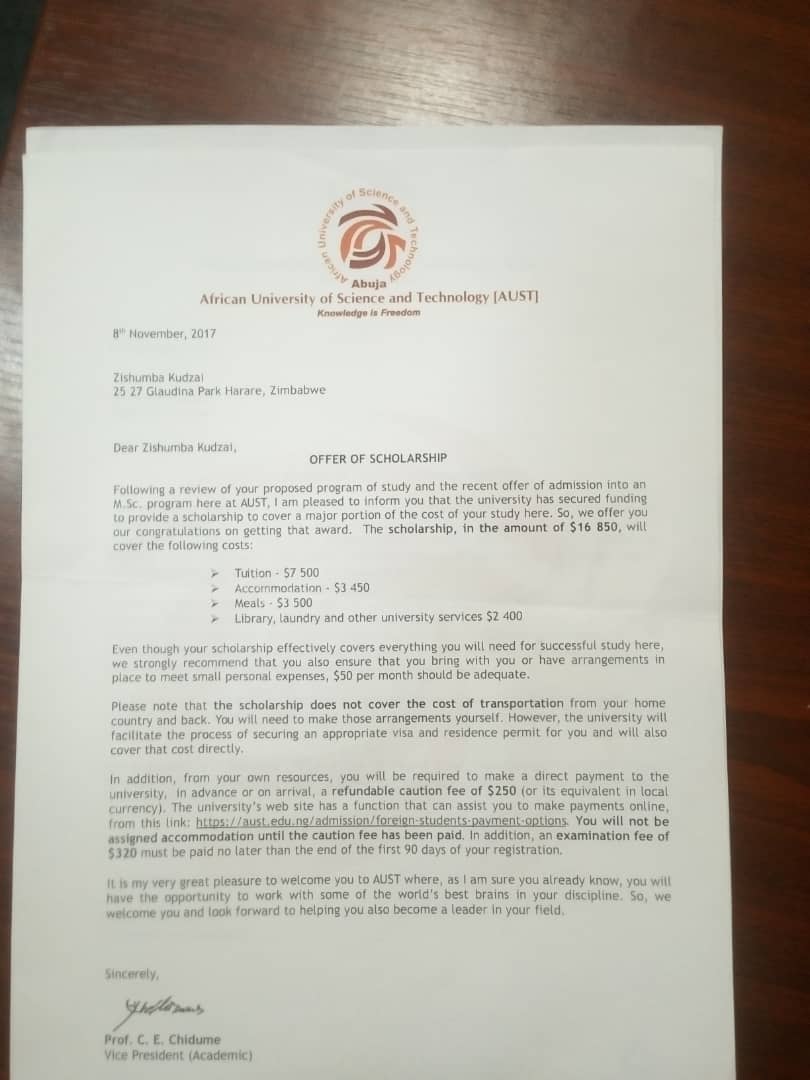 African University of Science and Technology
Abuja
African University of Science and Technology [AUST]
Knowledge is Freedom
8th November, 2017
Zishumba Kudzai
25 27 Glaudina Park Harare, Zimbabwe
Dear Zishumba Kudzai,
OFFER OF SCHOLARSHIP
Following a review of your proposed program of study and the recent offer of admission into an
M.Sc. program here at AUST, I am pleased to inform you that the university has secured funding
to provide a scholarship to cover a major portion of the cost of your study here. So, we offer you
our congratulations on getting that award. The scholarship, in the amount of $16 850, will
cover the following costs:
➢ Tuition - $7 500
➢ Accommodation - $3 450
➢ Meals - $3 500
➢ Library, laundry and other university services $2 400
Even though your scholarship effectively covers everything you will need for successful study here,
we strongly recommend that you also ensure that you bring with you or have arrangements in
place to meet small personal expenses, $50 per month should be adequate.
Please note that the scholarship does not cover the cost of transportation from your home
country and back. You will need to make those arrangements yourself. However, the university will
facilitate the process of securing an appropriate visa and residence permit for you and will also
cover that cost directly.
In addition, from your own resources, you will be required to make a direct payment to the
university, in advance or on arrival, a refundable caution fee of $250 (or its equivalent in local
currency). The university's web site has a function that can assist you to make payments online,
from this link: https://aust.edu.ng/admission/foreign-students-payment-options. You will not be
assigned accommodation until the caution fee has been paid. In addition, an examination fee of
$320 must be paid no later than the end of the first 90 days of your registration.
It is my very great pleasure to welcome you to AUST where, as I am sure you already know, you will
have the opportunity to work with some of the world's best brains in your discipline. So, we
welcome you and look forward to helping you also become a leader in your field.
Sincerely,
Prof. C. E. Chidume
Vice President (Academic)